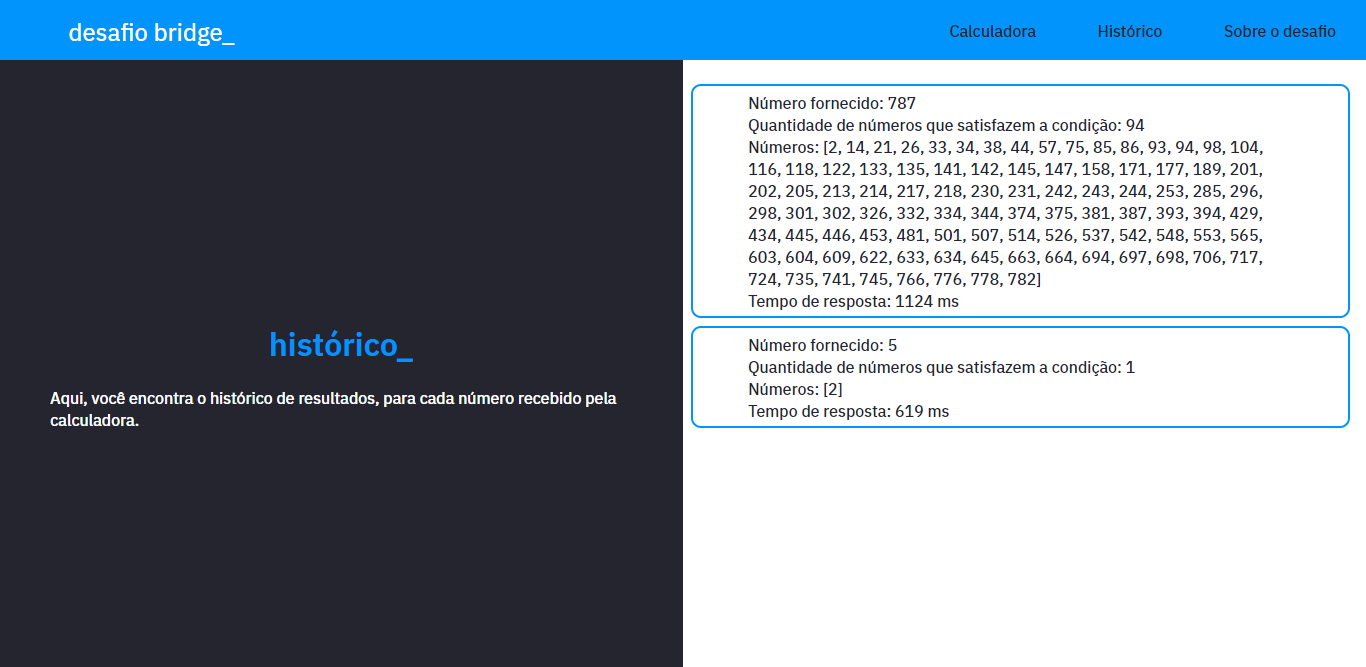 desafio bridge_
Calculadora
Histórico
Sobre o desafio
histórico_
Aqui, você encontra o histórico de resultados, para cada número recebido pela
calculadora.
Número fornecido: 787
Quantidade de números que satisfazem a condição: 94
Números: [2, 14, 21, 26, 33, 34, 38, 44, 57, 75, 85, 86, 93, 94, 98, 104,
116, 118, 122, 133, 135, 141, 142, 145, 147, 158, 171, 177, 189, 201,
202, 205, 213, 214, 217, 218, 230, 231, 242, 243, 244, 253, 285, 296,
298, 301, 302, 326, 332, 334, 344, 374, 375, 381, 387, 393, 394, 429,
434, 445, 446, 453, 481, 501, 507, 514, 526, 537, 542, 548, 553, 565,
603, 604, 609, 622, 633, 634, 645, 663, 664, 694, 697, 698, 706, 717,
724, 735, 741, 745, 766, 776, 778, 782]
Tempo de resposta: 1124 ms
Número fornecido: 5
Quantidade de números que satisfazem a condição: 1
Números: [2]
Tempo de resposta: 619 ms